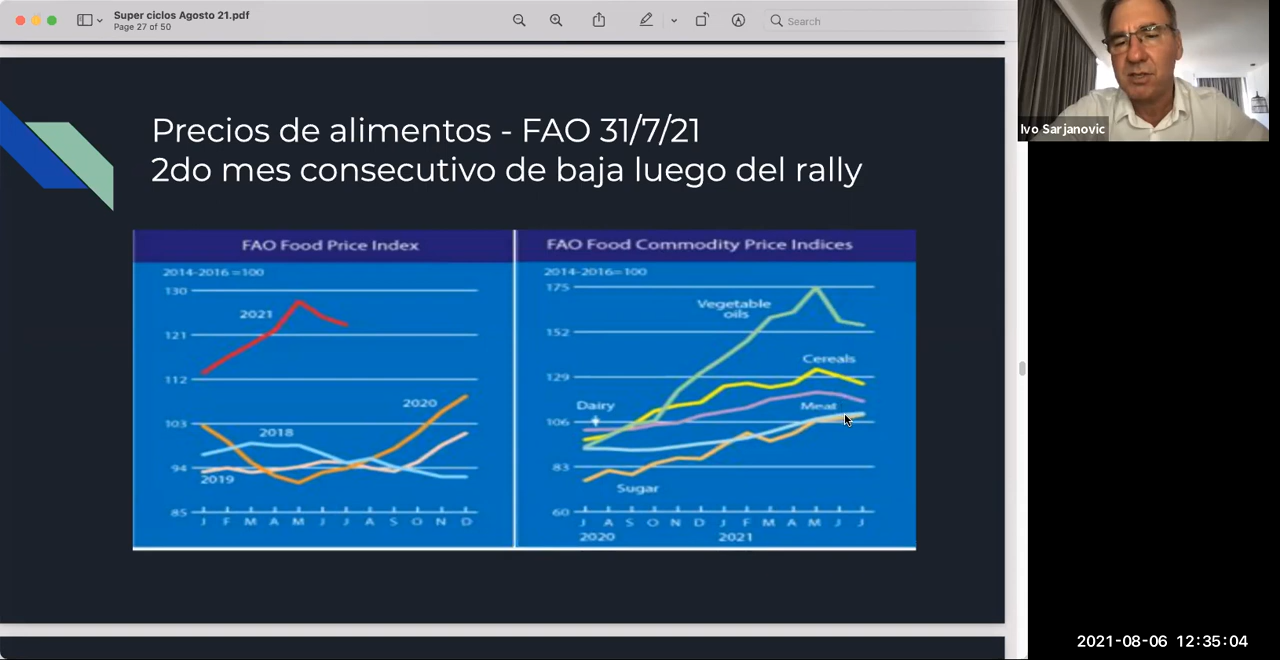 Super ciclos Agosto 21.pdf
Page 27 of 50
Search
Ivo Sarjanovic
Precios de alimentos - FAO 31/7/21
2do mes consecutivo de baja luego del rally
FAO Food Price Index
2014-2016=100
130
121
112
103
94
85
2021
2020
2018
2019
J F M A M J J A S O N D
FAO Food Commodity Price Indices
2014-2016=100
175
152
129
106
83
60
Vegetable
oils
Cereals
Dairy
Meat
Sugar
J A S O N D J F M A M J J
2020 2021
2021-08-06 12:35:04